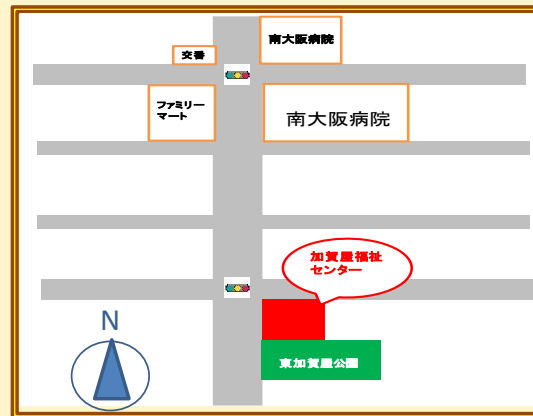 南大阪病院
交番
ファミリー
マート
南大阪病院
加賀屋福祉
センター
N
東加賀屋公園